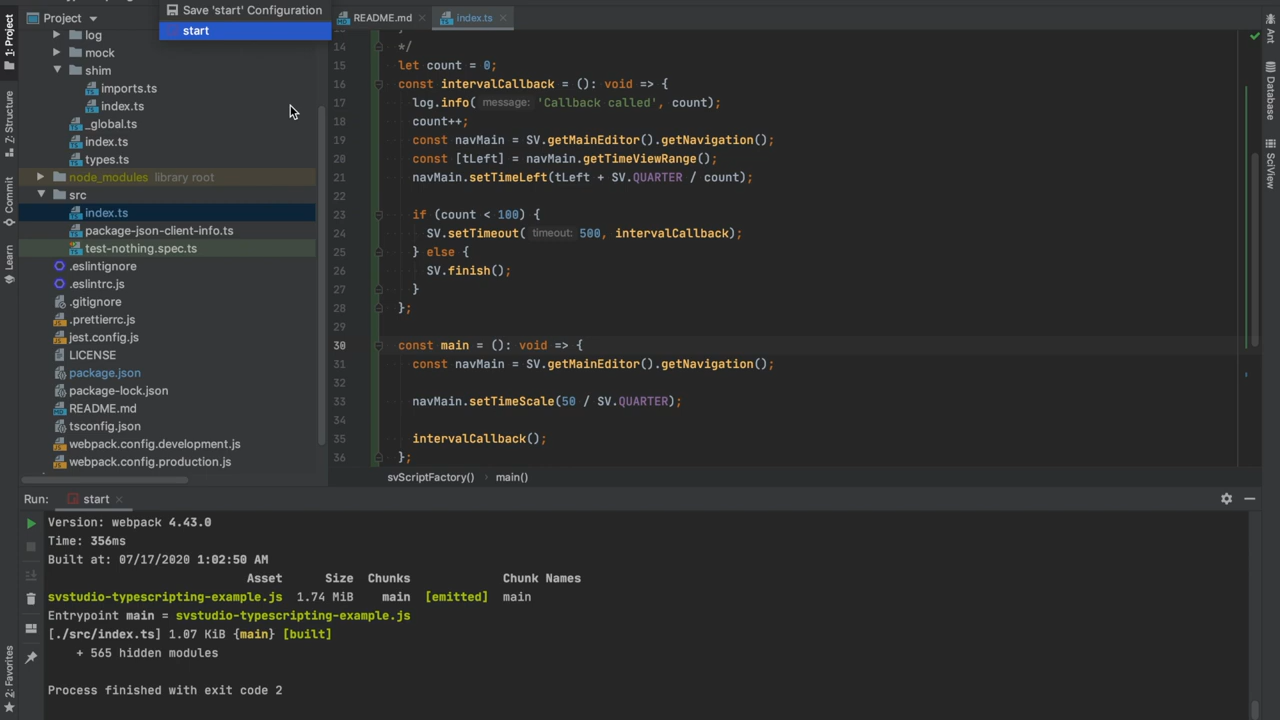 Save 'start' Configuration
start
1: Project
Z: Structure
Commit
Learn
2: Favorites
Project
log
mock
shim
imports.ts
index.ts
_global.ts
index.ts
types.ts
node_modules library root
src
index.ts
package-json-client-info.ts
test-nothing.spec.ts
.eslintignore
.eslintrc.js
.gitignore
.prettierrc.js
jest.config.js
LICENSE
package.json
package-lock.json
README.md
tsconfig.json
webpack.config.development.js
webpack.config.production.js
README.md
index.ts
14 */
15 let count = 0;
16 const intervalCallback = (): void => {
17 log.info( message: 'Callback called', count);
18 count++;
19 const navMain = SV.getMainEditor().getNavigation();
20 const [tLeft] = navMain.getTimeViewRange();
21 navMain.setTimeLeft(tLeft + SV.QUARTER / count);
22
23 if (count < 100) {
24 SV.setTimeout( timeout: 500, intervalCallback);
25 } else {
26 SV.finish();
27 }
28 };
29
30 const main = (): void => {
31 const navMain = SV.getMainEditor().getNavigation();
32
33 navMain.setTimeScale(50 / SV.QUARTER);
34
35 intervalCallback();
36 };
svScriptFactory() main()
Ant
Database
SciView
Run: start
Version: webpack 4.43.0
Time: 356ms
Built at: 07/17/2020 1:02:50 AM
Asset Size Chunks Chunk Names
svstudio-typescripting-example.js 1.74 MiB main [emitted] main
Entrypoint main = svstudio-typescripting-example.js
[./src/index.ts] 1.07 KiB {main} [built]
+ 565 hidden modules
Process finished with exit code 2